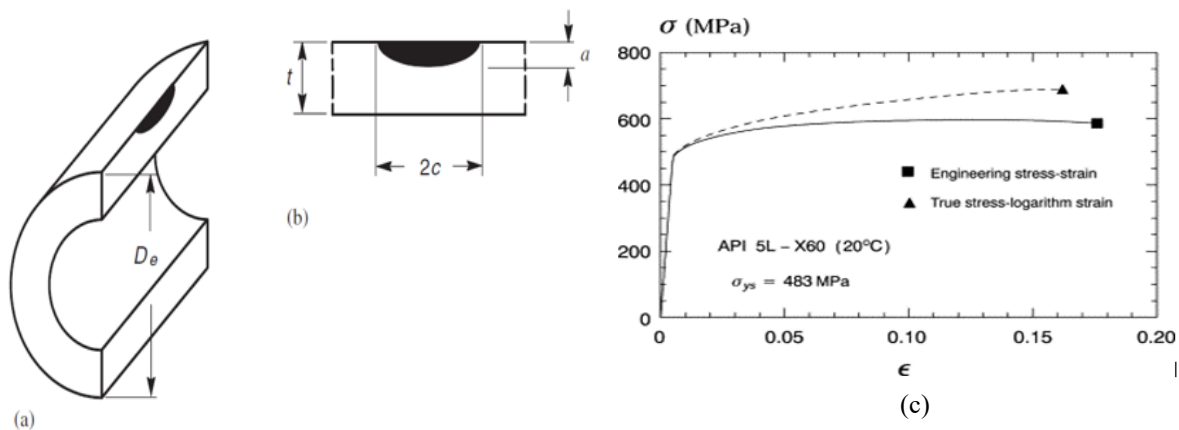 D_e
(a)
t
a
2c
(b)
σ (MPa)
800
600
400
200
0
0
0.05
0.10
0.15
0.20
Engineering stress-strain
True stress-logarithm strain
API 5L – X60 (20°C)
σ_ys = 483 MPa
ϵ
(c)